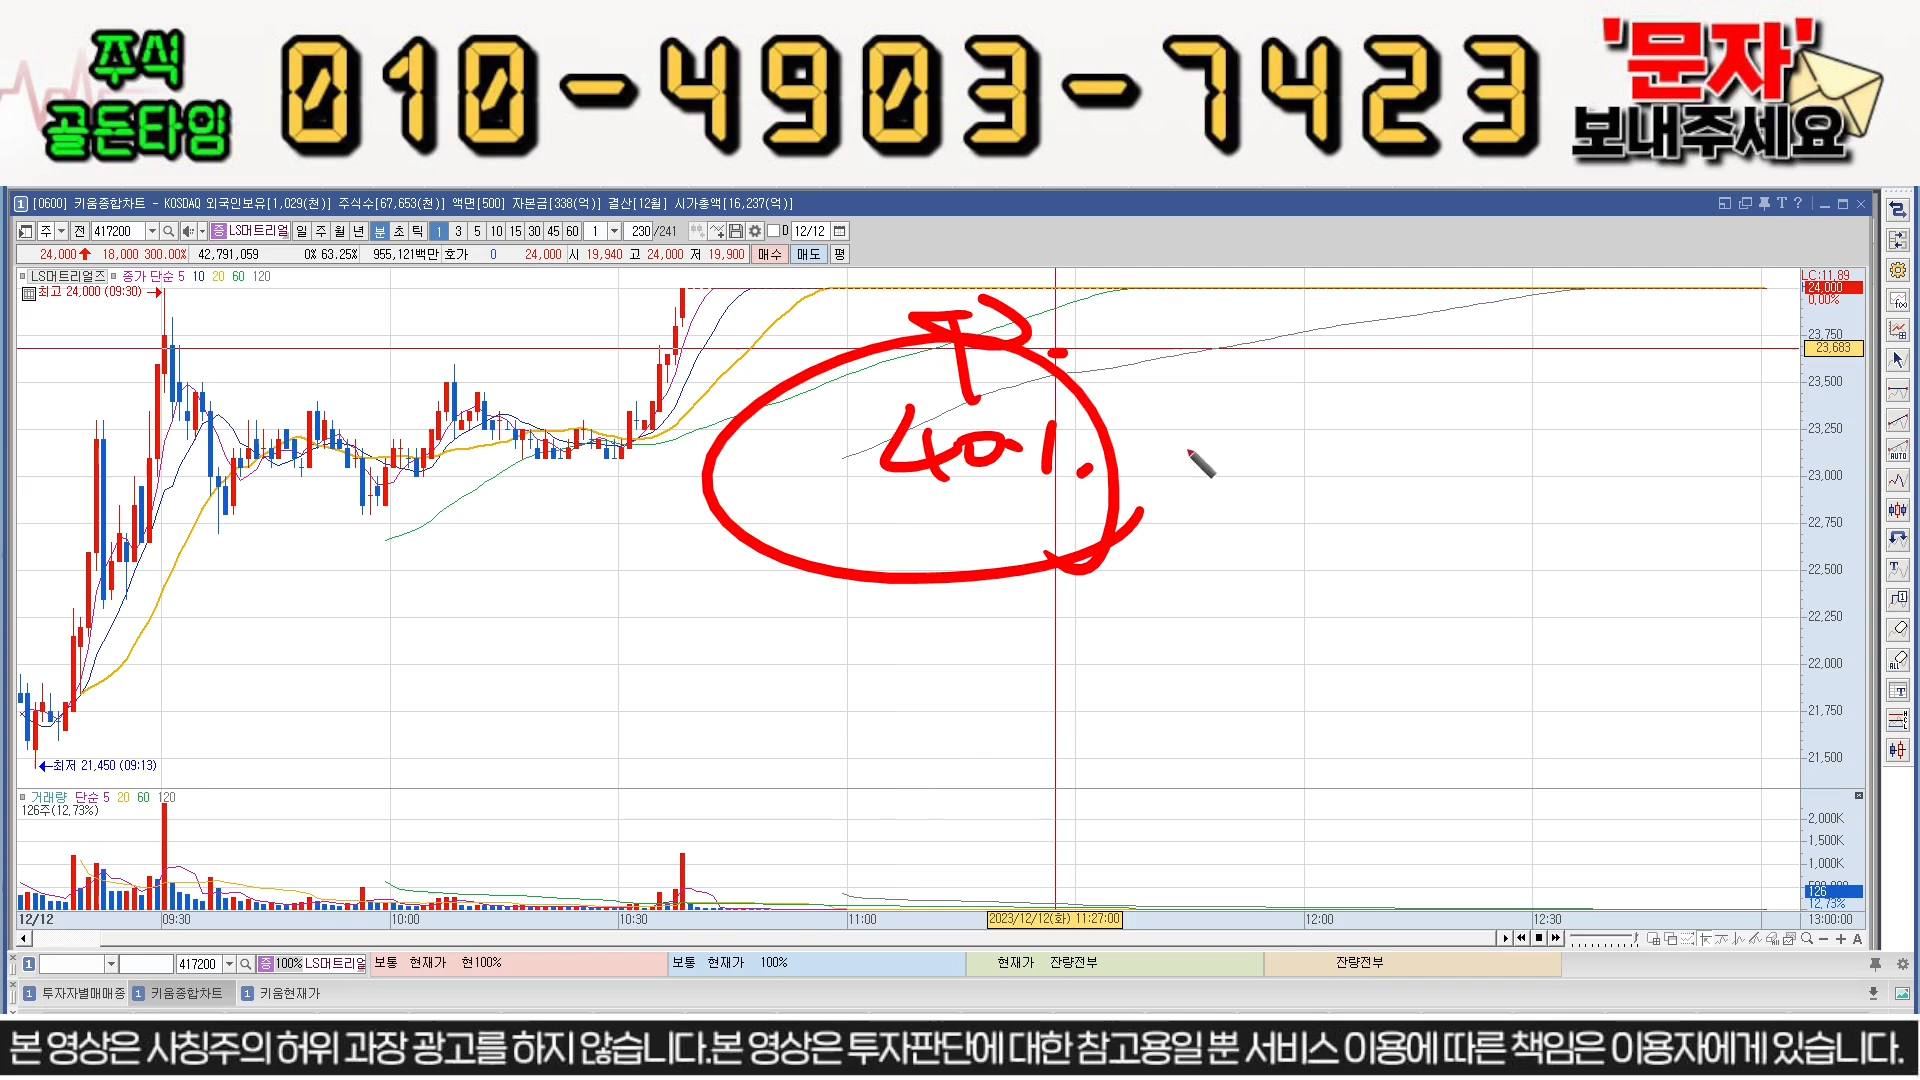 주식
골든타임
010-4903-7423
'문자'
보내주세요
1 [0600] 키움종합차트 - KOSDAQ 외국인보유[1,029(천)] 주식수[67,653(천)] 액면[500] 자본금[338(억)] 결산[12월] 시가총액[16,237(억)]
주 전 417200 증 LS머트리얼 일 주 월 년 분 초 틱 1 3 5 10 15 30 45 60 1 230 /241 D 12/12
24,000 18,000 300.00% 42,791,059 0% 63.25% 955,121백만 호가 0 24,000 시 19,940 고 24,000 저 19,900 매수 매도 평
LS머트리얼즈 종가 단순 5 10 20 60 120
LC:11.89
최고 24,000 (09:30)
24,000
0.00%
23,750
23,683
23,500
23,250
23,000
22,750
22,500
22,250
22,000
21,750
21,500
최저 21,450 (09:13)
거래량 단순 5 20 60 120
126주(12.73%)
2,000K
1,500K
1,000K
126
12.73%
12/12 09:30 10:00 10:30 11:00 2023/12/12(화) 11:27:00 12:00 12:30 13:00:00
A
1 417200 증 100% LS머트리얼 보통 현재가 현100% 보통 현재가 100% 현재가 잔량전부 잔량전부
1 투자자별매매종 1 키움종합차트 1 키움현재가
본 영상은 사칭주의 허위 과장 광고를 하지 않습니다.본 영상은 투자판단에 대한 참고용일 뿐 서비스 이용에 따른 책임은 이용자에게 있습니다.